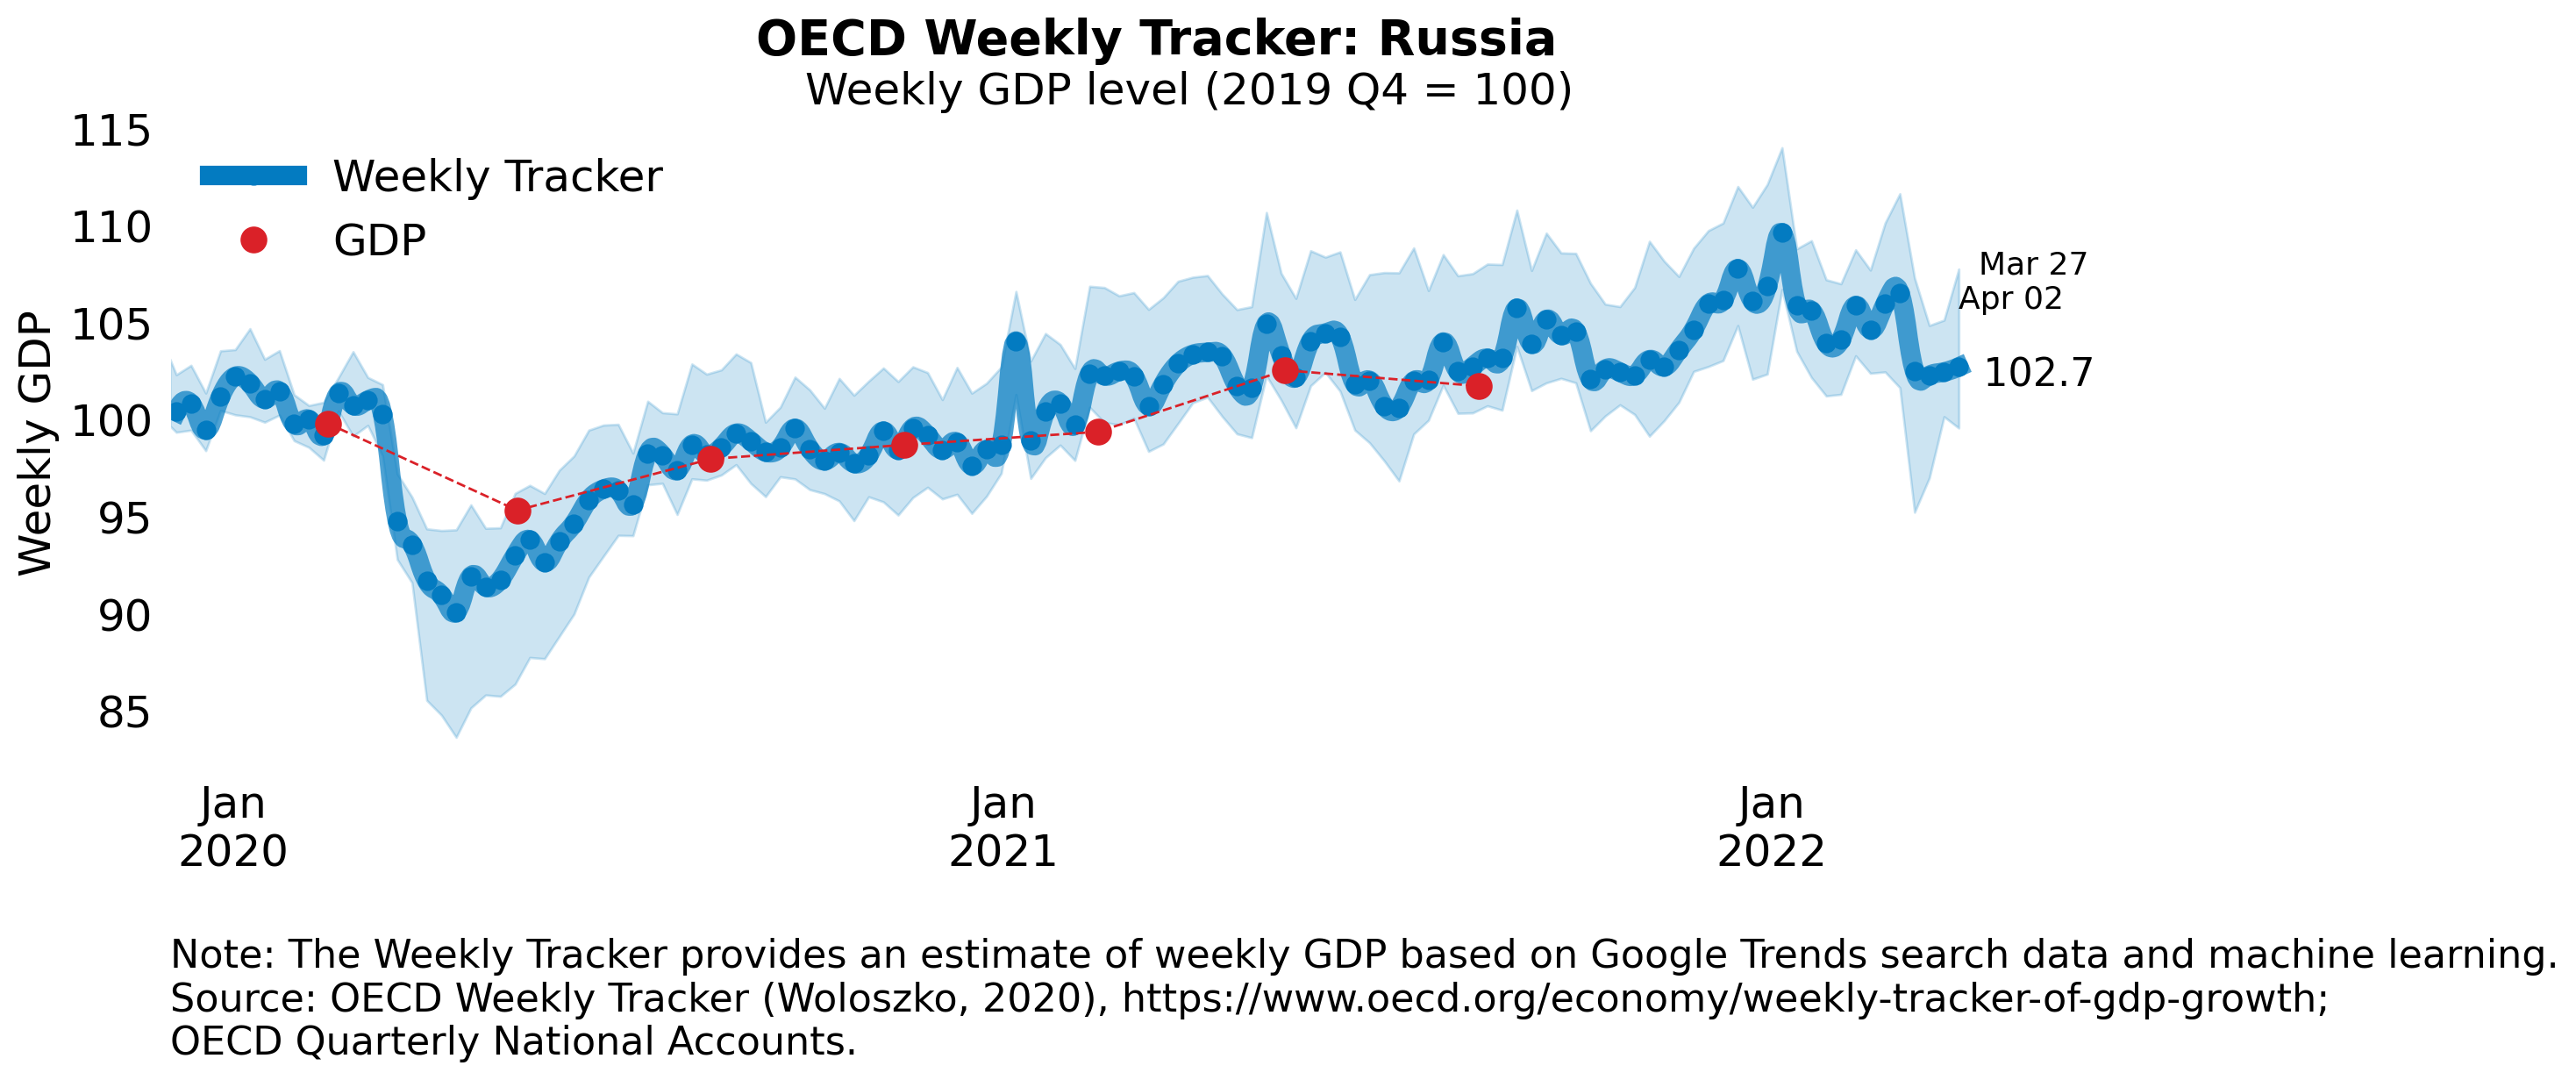 OECD Weekly Tracker: Russia
Weekly GDP level (2019 Q4 = 100)
115
110
105
100
95
90
85
Weekly GDP
Weekly Tracker
GDP
Mar 27
Apr 02
102.7
Jan
2020
Jan
2021
Jan
2022
Note: The Weekly Tracker provides an estimate of weekly GDP based on Google Trends search data and machine learning.
Source: OECD Weekly Tracker (Woloszko, 2020), https://www.oecd.org/economy/weekly-tracker-of-gdp-growth;
OECD Quarterly National Accounts.